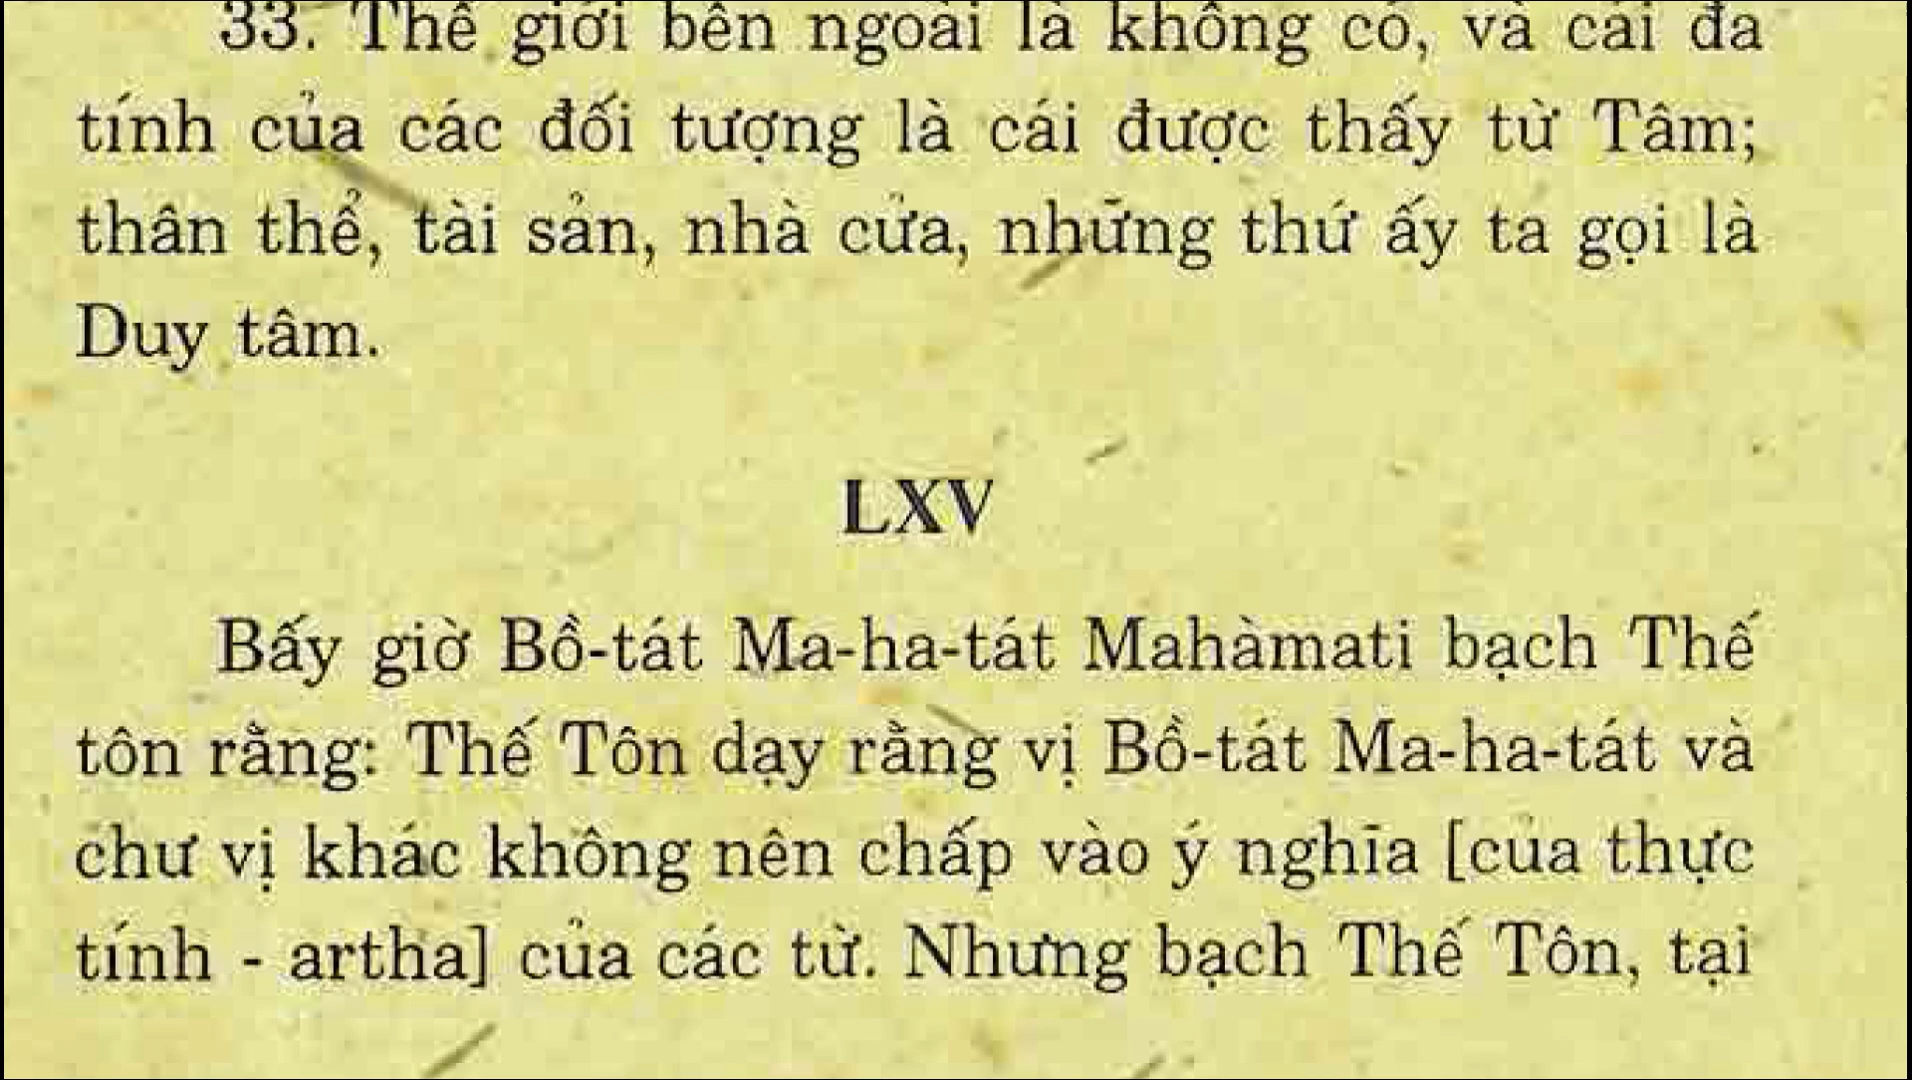 33. Thế giới bên ngoài là không có, và cái đa
tính của các đối tượng là cái được thấy từ Tâm;
thân thể, tài sản, nhà cửa, những thứ ấy ta gọi là
Duy tâm.
LXV
Bấy giờ Bồ-tát Ma-ha-tát Mahàmati bạch Thế
tôn rằng: Thế Tôn dạy rằng vị Bồ-tát Ma-ha-tát và
chư vị khác không nên chấp vào ý nghĩa [của thực
tính - artha] của các từ. Nhưng bạch Thế Tôn, tại